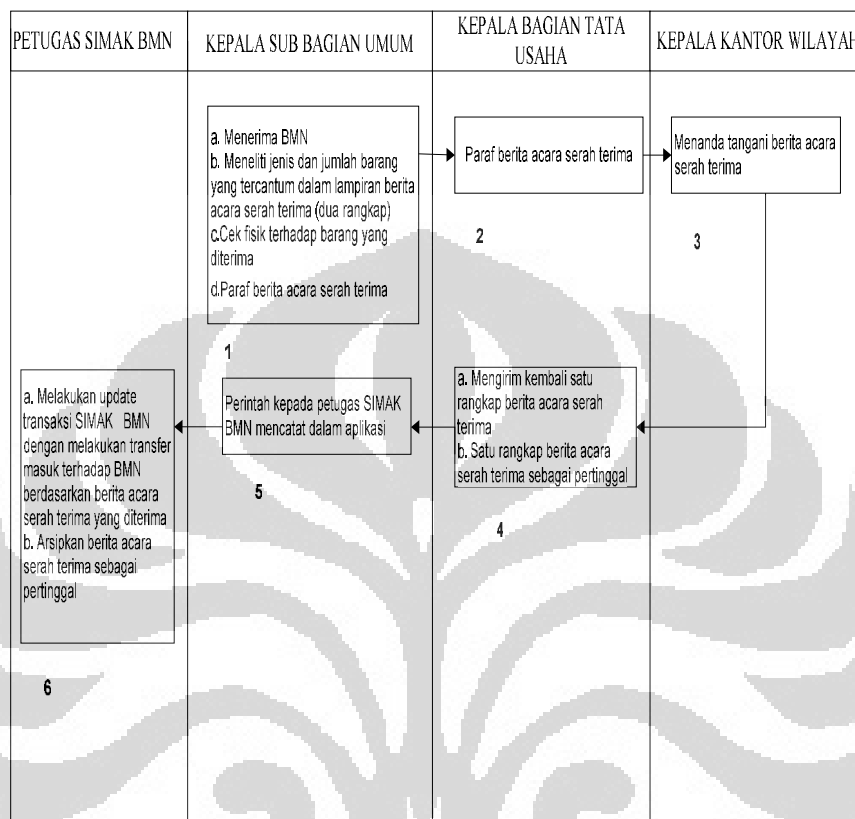 PETUGAS SIMAK BMN
KEPALA SUB BAGIAN UMUM
KEPALA BAGIAN TATA
USAHA
KEPALA KANTOR WILAYAH
a. Menerima BMN
b. Meneliti jenis dan jumlah barang
yang tercantum dalam lampiran berita
acara serah terima (dua rangkap)
c.Cek fisik terhadap barang yang
diterima
d.Paraf berita acara serah terima
1
Paraf berita acara serah terima
2
Menanda tangani berita acara
serah terima
3
a. Mengirim kembali satu
rangkap berita acara serah
terima
b. Satu rangkap berita acara
serah terima sebagai pertinggal
4
Perintah kepada petugas SIMAK
BMN mencatat dalam aplikasi
5
a. Melakukan update
transaksi SIMAK BMN
dengan melakukan transfer
masuk terhadap BMN
berdasarkan berita acara
serah terima yang diterima
b. Arsipkan berita acara
serah terima sebagai
pertinggal
6